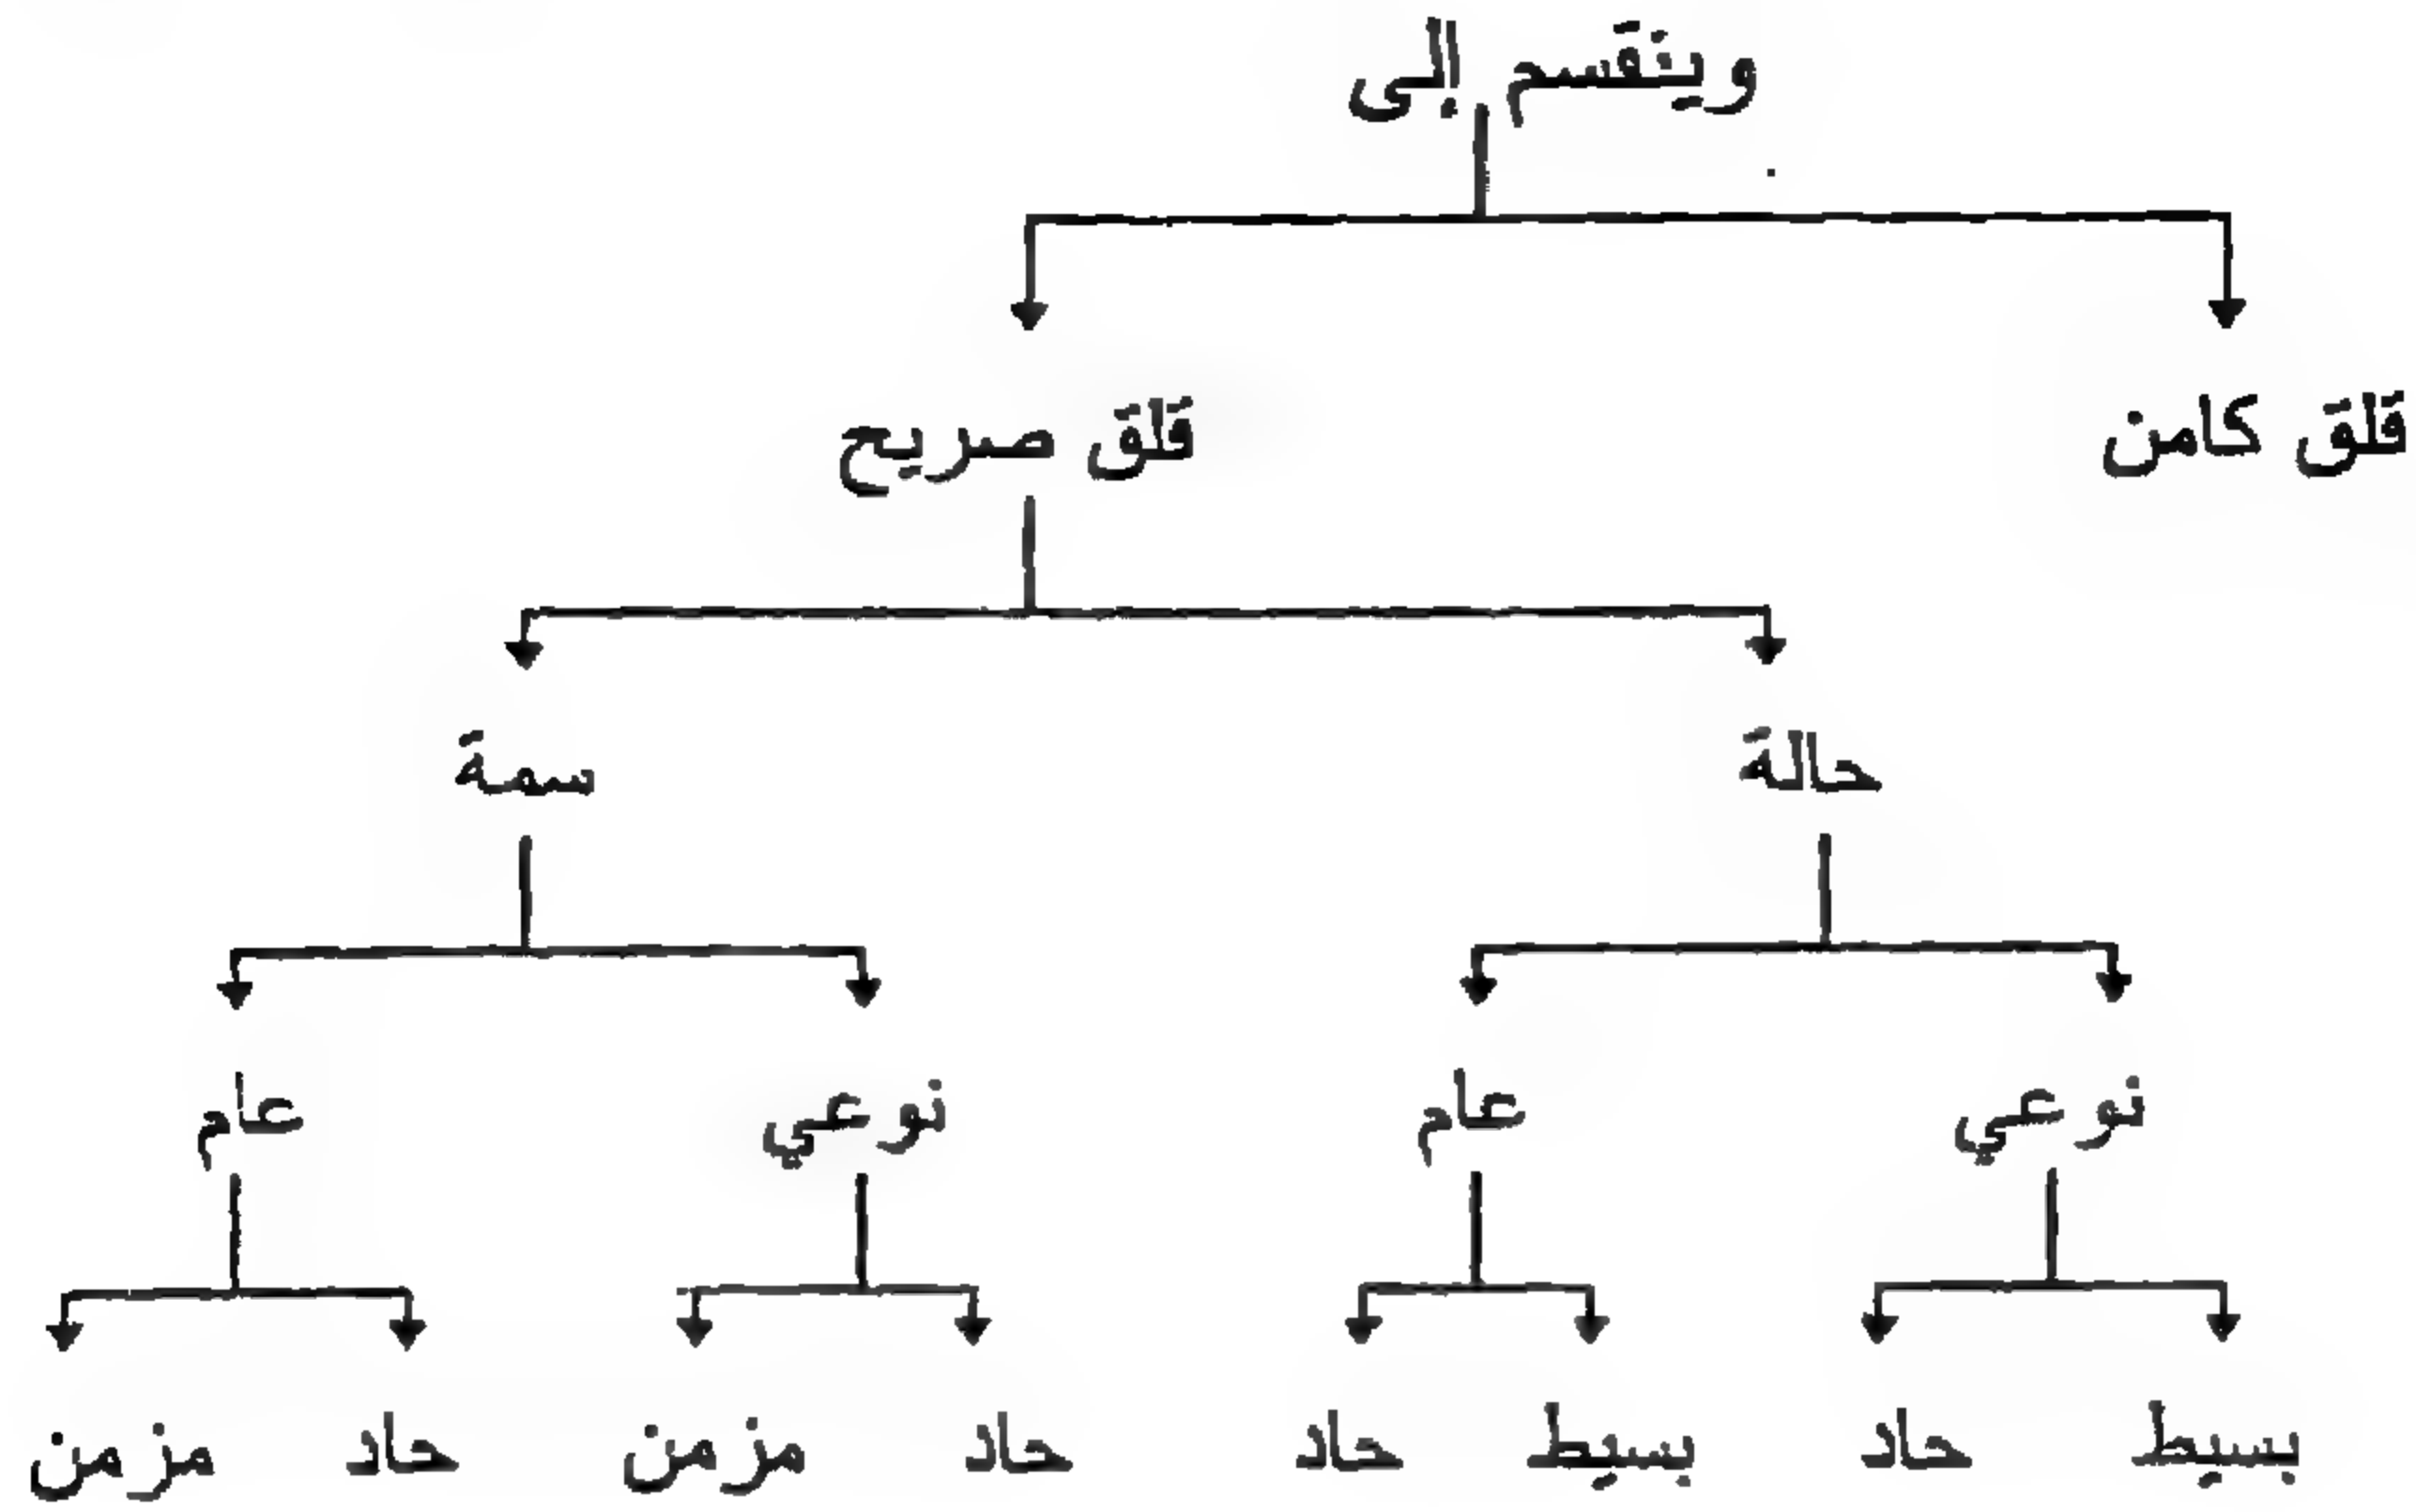 وينقسم إلى
قلق كامن قلق صريح
حالة سمة
نوعي عام نوعي عام
بسيط حاد بسيط حاد حاد مزمن حاد مزمن